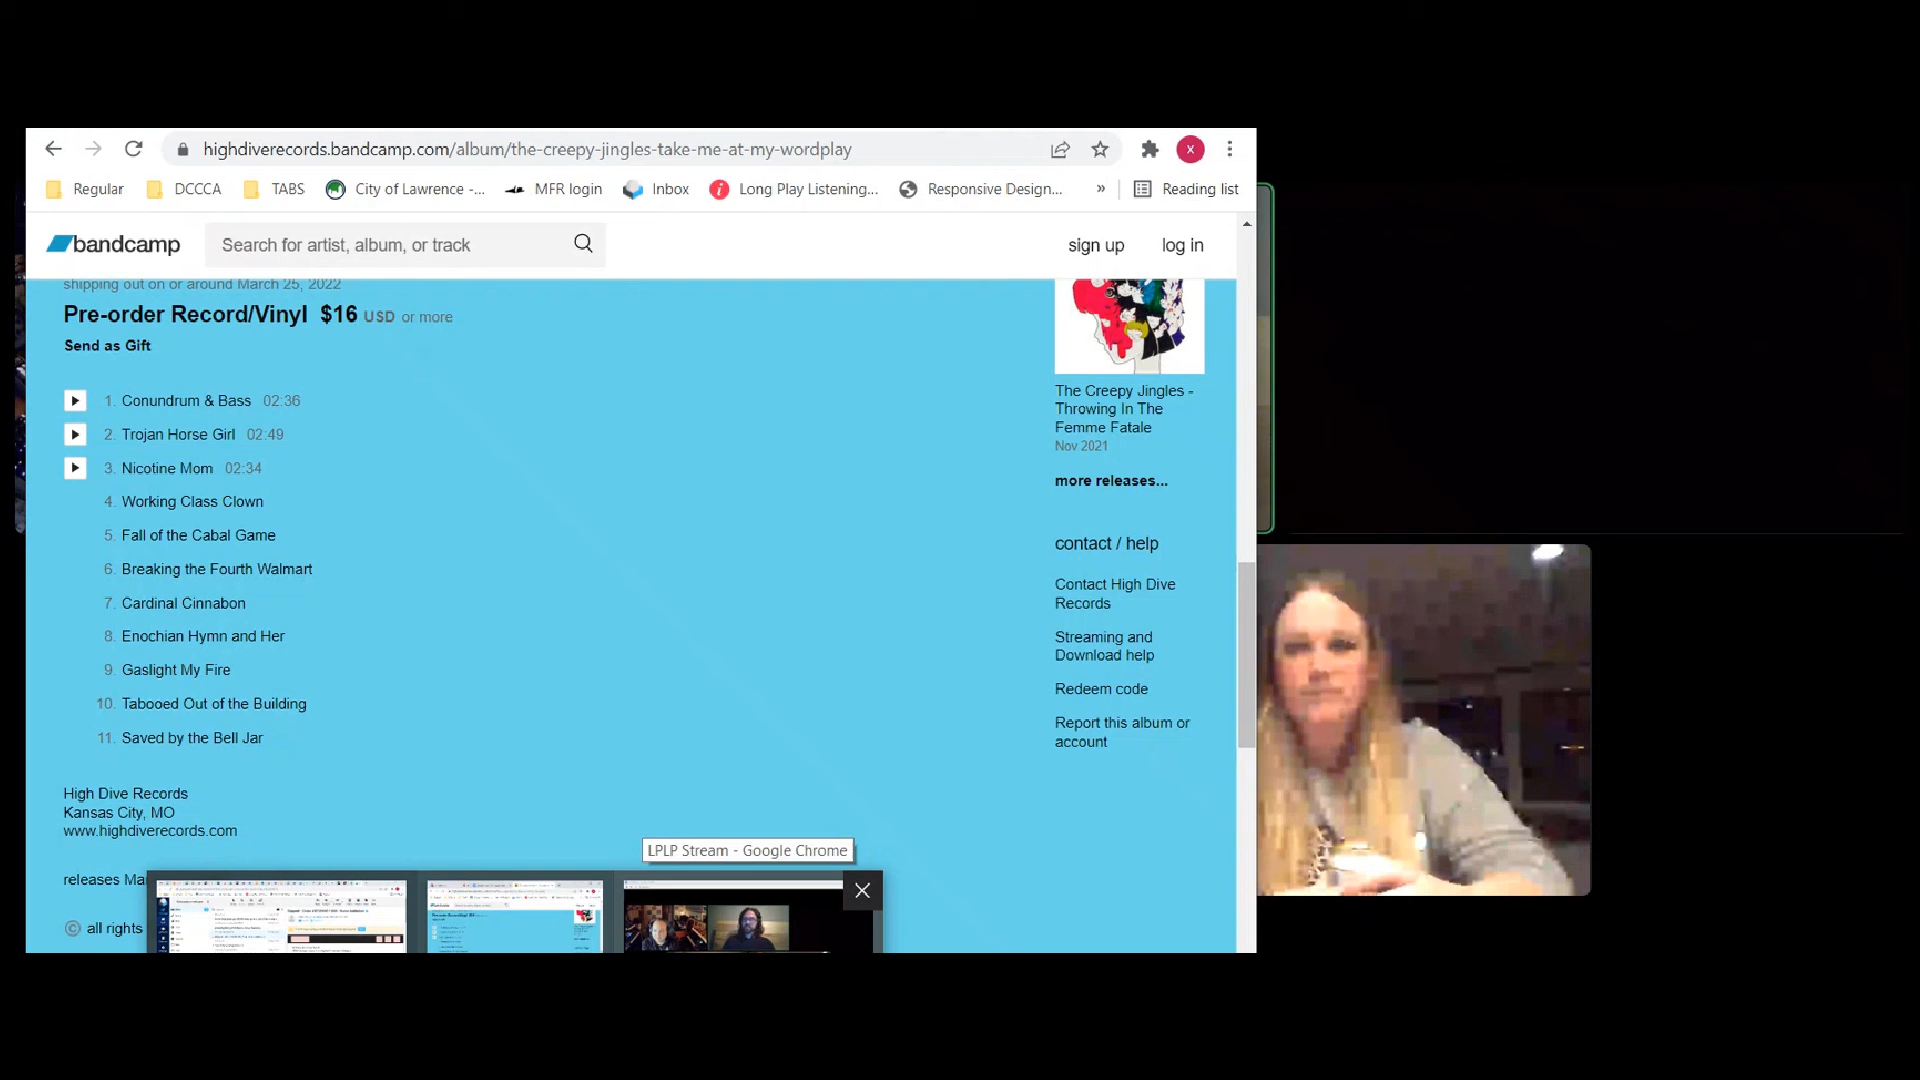 highdiverecords.bandcamp.com/album/the-creepy-jingles-take-me-at-my-wordplay
X
Regular
DCCCA
TABS
City of Lawrence -...
MFR login
Inbox
Long Play Listening...
Responsive Design...
»
Reading list
bandcamp
Search for artist, album, or track
sign up
log in
shipping out on or around March 25, 2022
Pre-order Record/Vinyl $16 USD or more
Send as Gift
1. Conundrum & Bass 02:36
2. Trojan Horse Girl 02:49
3. Nicotine Mom 02:34
4. Working Class Clown
5. Fall of the Cabal Game
6. Breaking the Fourth Walmart
7. Cardinal Cinnabon
8. Enochian Hymn and Her
9. Gaslight My Fire
10. Tabooed Out of the Building
11. Saved by the Bell Jar
High Dive Records
Kansas City, MO
www.highdiverecords.com
releases Ma
© all rights
The Creepy Jingles -
Throwing In The
Femme Fatale
Nov 2021
more releases...
contact / help
Contact High Dive
Records
Streaming and
Download help
Redeem code
Report this album or
account
LPLP Stream - Google Chrome